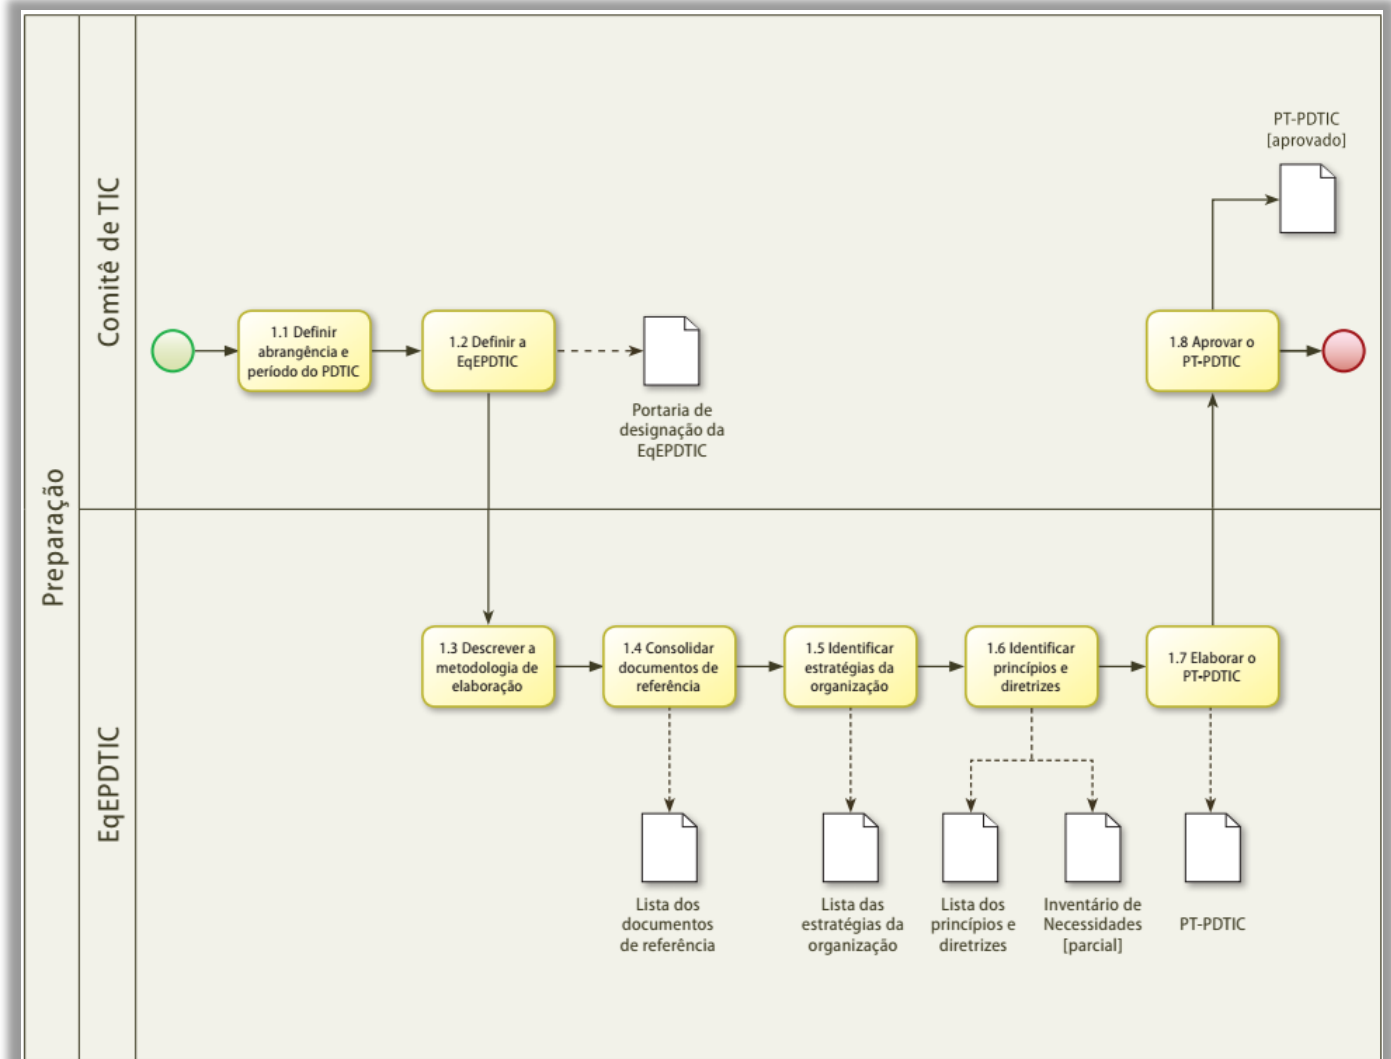 Preparação
Comitê de TIC
PT-PDTIC
[aprovado]
1.1 Definir
abrangência e
período do PDTIC
1.2 Definir a
EqEPDTIC
Portaria de
designação da
EqEPDTIC
1.8 Aprovar o
PT-PDTIC
EqEPDTIC
1.3 Descrever a
metodologia de
elaboração
1.4 Consolidar
documentos de
referência
1.5 Identificar
estratégias da
organização
1.6 Identificar
princípios e
diretrizes
1.7 Elaborar o
PT-PDTIC
Lista dos
documentos
de referência
Lista das
estratégias da
organização
Lista dos
princípios e
diretrizes
Inventário de
Necessidades
[parcial]
PT-PDTIC